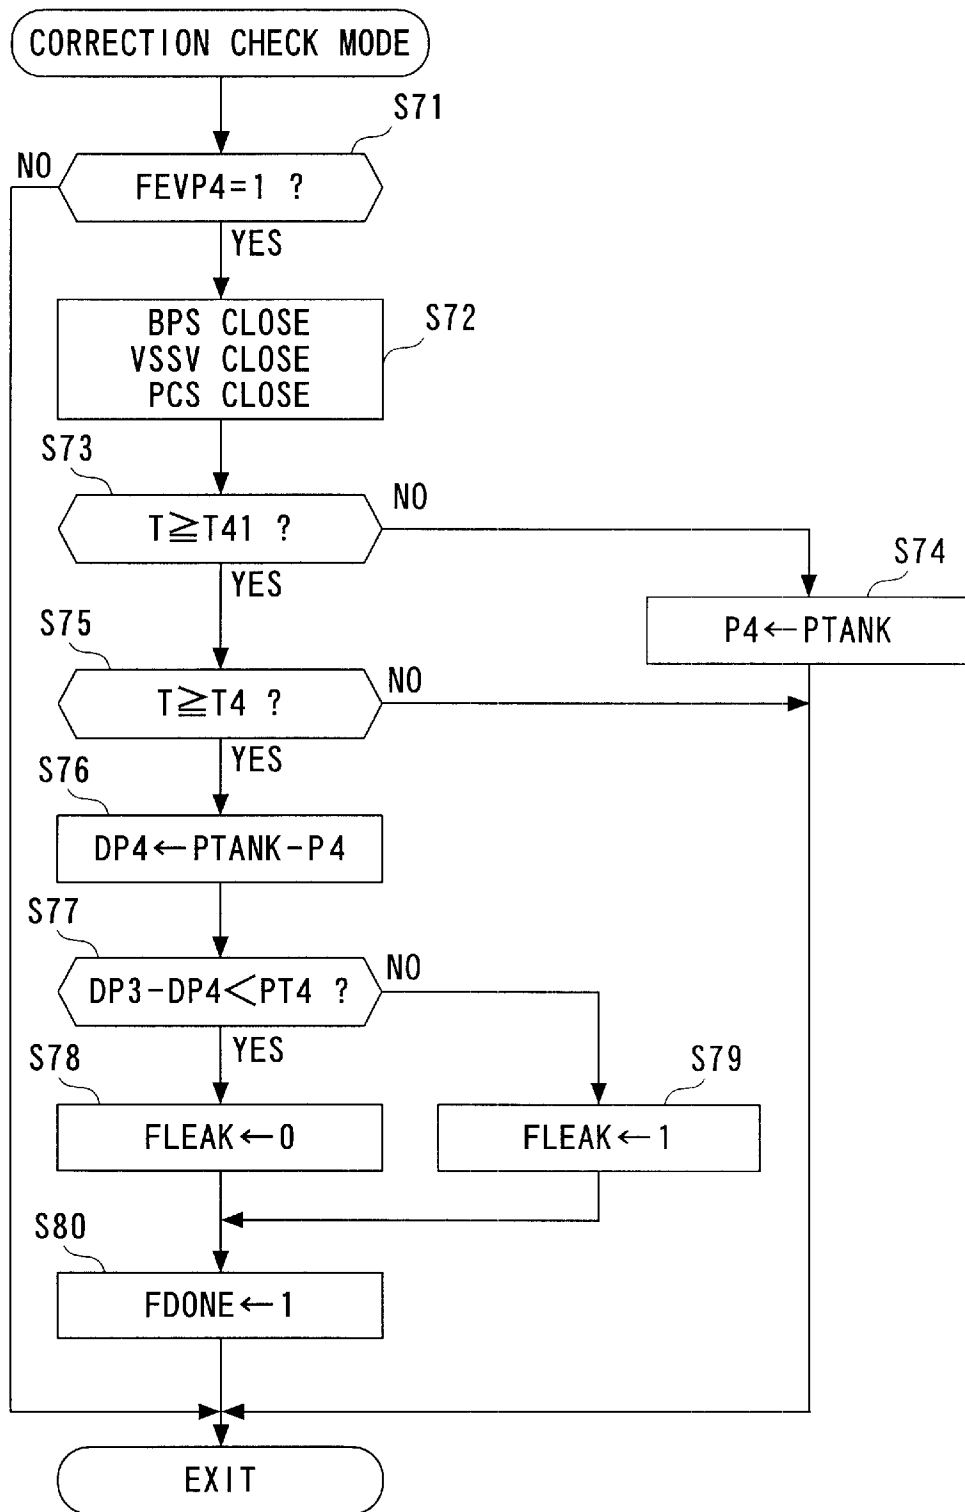 CORRECTION CHECK MODE
S71
NO
FEVP4=1 ?
YES
S72
BPS CLOSE
VSSV CLOSE
PCS CLOSE
S73
NO
T≧T41 ?
YES
S74
P4←PTANK
S75
NO
T≧T4 ?
YES
S76
DP4←PTANK-P4
S77
NO
DP3-DP4<PT4 ?
YES
S78
S79
FLEAK←0
FLEAK←1
S80
FDONE←1
EXIT